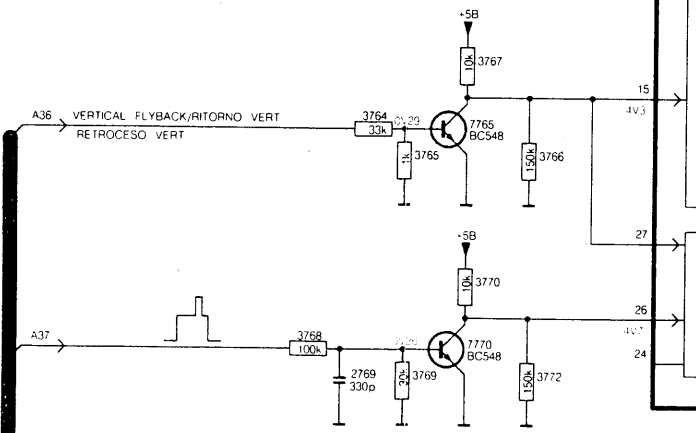 +5B
10k 3767
15
4V3
A36 VERTICAL FLYBACK/RITORNO VERT
RETROCESO VERT
3764
33k
0V29
7765
BC548
1k 3765
150k 3766
+5B
27
10k 3770
26
4V7
A37
3768
100k
7770
BC548
24
2769
330p
3769
150k 3772